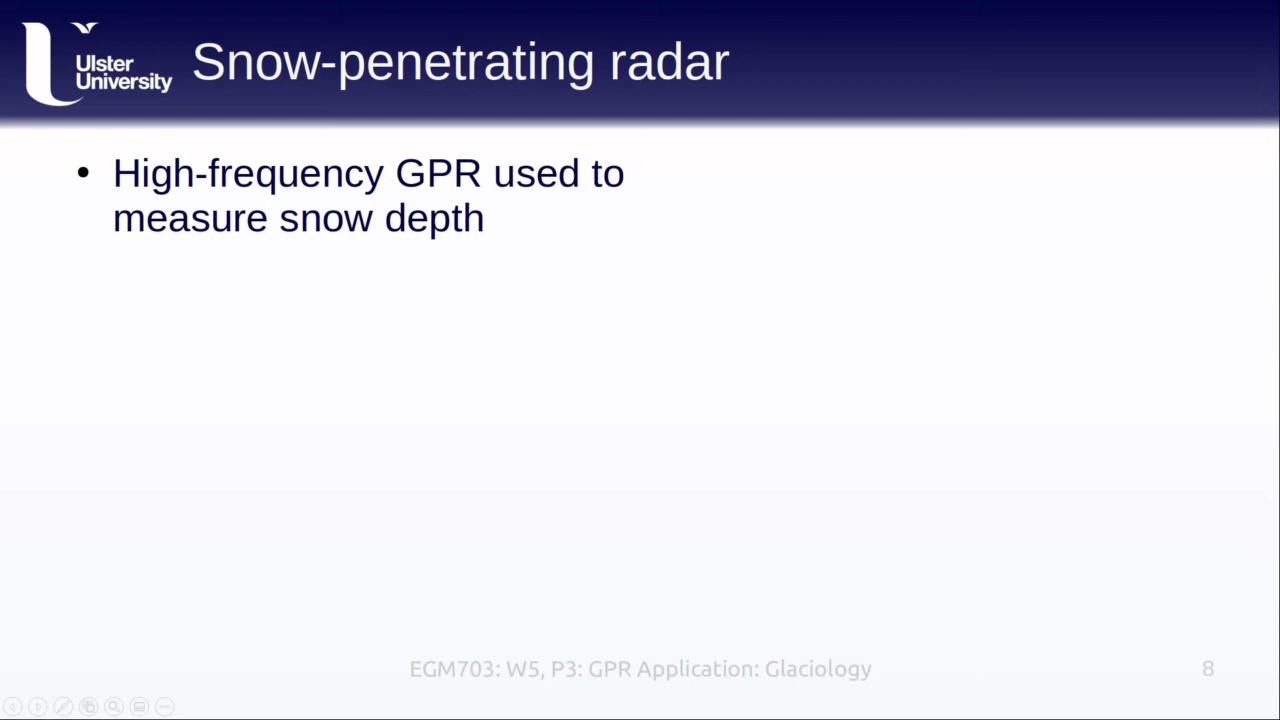 Ulster
University
Snow-penetrating radar
• High-frequency GPR used to
measure snow depth
EGM703: W5, P3: GPR Application: Glaciology
8